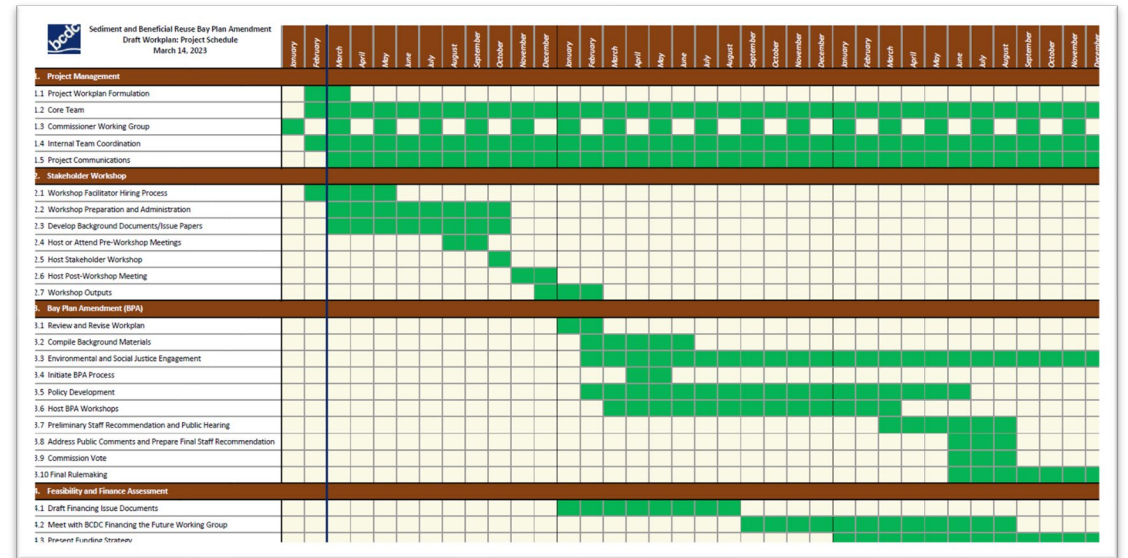 bcdc
Sediment and Beneficial Reuse Bay Plan Amendment
Draft Workplan: Project Schedule
March 14, 2023
January February March April May June July August September October November December January February March April May June July August September October November December January February March April May June July August September October November December
1. Project Management
1.1 Project Workplan Formulation
1.2 Core Team
1.3 Commissioner Working Group
1.4 Internal Team Coordination
1.5 Project Communications
2. Stakeholder Workshop
2.1 Workshop Facilitator Hiring Process
2.2 Workshop Preparation and Administration
2.3 Develop Background Documents/Issue Papers
2.4 Host or Attend Pre-Workshop Meetings
2.5 Host Stakeholder Workshop
2.6 Host Post-Workshop Meeting
2.7 Workshop Outputs
3. Bay Plan Amendment (BPA)
3.1 Review and Revise Workplan
3.2 Compile Background Materials
3.3 Environmental and Social Justice Engagement
3.4 Initiate BPA Process
3.5 Policy Development
3.6 Host BPA Workshops
3.7 Preliminary Staff Recommendation and Public Hearing
3.8 Address Public Comments and Prepare Final Staff Recommendation
3.9 Commission Vote
3.10 Final Rulemaking
4. Feasibility and Finance Assessment
4.1 Draft Financing Issue Documents
4.2 Meet with BCDC Financing the Future Working Group
4.3 Present Funding Strategy